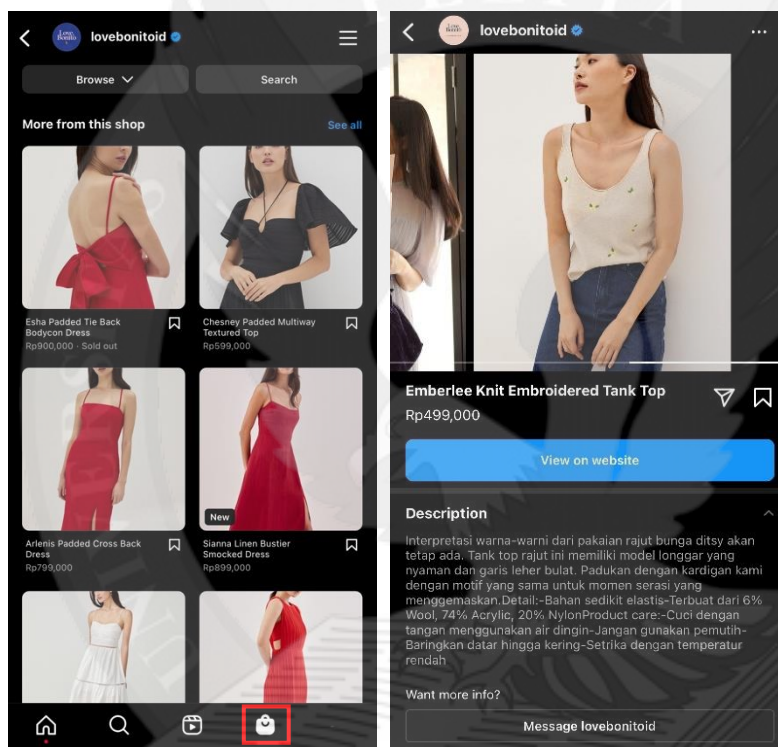 lovebonitoid
Browse
Search
More from this shop
See all
Esha Padded Tie Back
Bodycon Dress
Rp900,000 · Sold out
Chesney Padded Multiway
Textured Top
Rp599,000
New
Arlenis Padded Cross Back
Dress
Rp799,000
Sianna Linen Bustier
Smocked Dress
Rp899,000
Love,
Bonito
lovebonitoid
Emberlee Knit Embroidered Tank Top
Rp499,000
View on website
Description
Interpretasi warna-warni dari pakaian rajut bunga ditsy akan
tetap ada. Tank top rajut ini memiliki model longgar yang
nyaman dan garis leher bulat. Padukan dengan kardigan kami
dengan motif yang sama untuk momen serasi yang
menggemaskan.Detail:-Bahan sedikit elastis-Terbuat dari 6%
Wool, 74% Acrylic, 20% NylonProduct care:-Cuci dengan
tangan menggunakan air dingin-Jangan gunakan pemutih-
Baringkan datar hingga kering-Setrika dengan temperatur
rendah
Want more info?
Message lovebonitoid